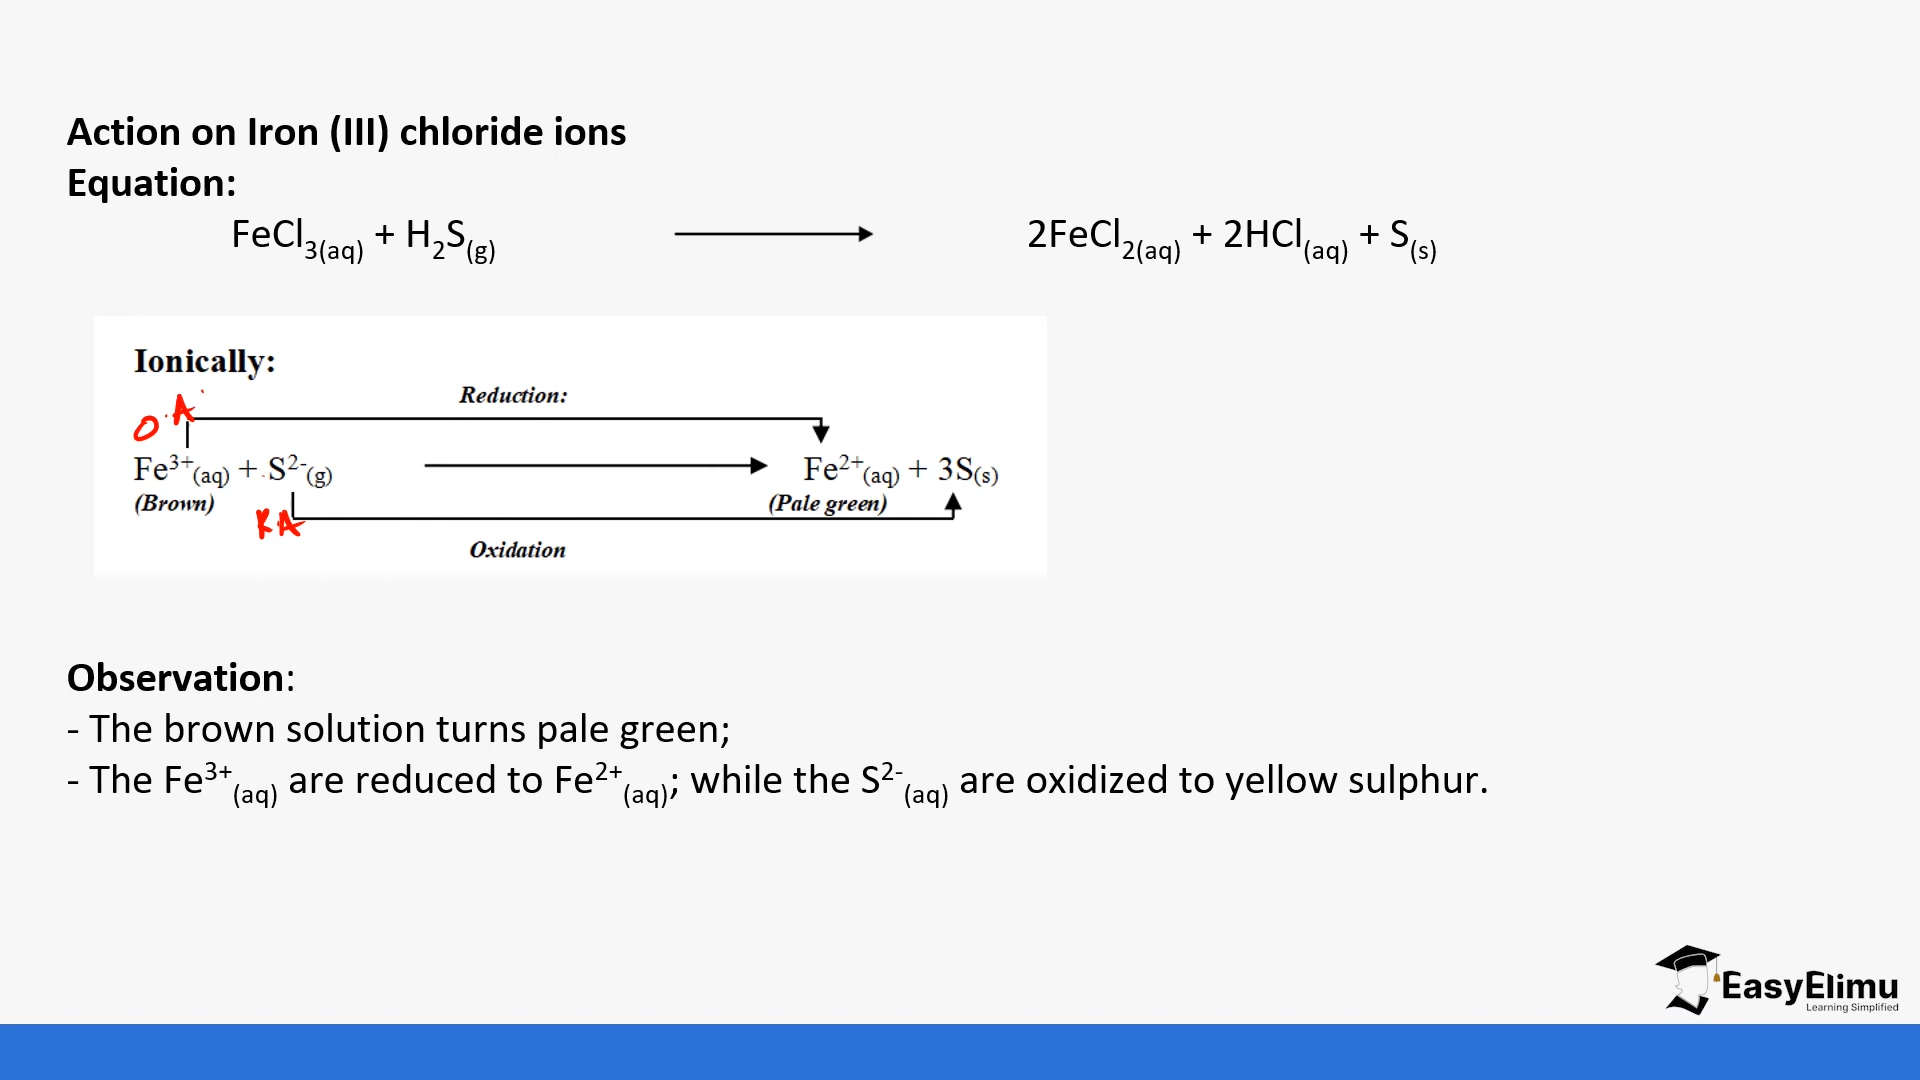 Action on Iron (III) chloride ions
Equation:
FeCl3(aq) + H2S(g) → 2FeCl2(aq) + 2HCl(aq) + S(s)
Ionically:
Reduction:
O.A
Fe³⁺(aq) + S²⁻(g) → Fe²⁺(aq) + 3S(s)
(Brown) (Pale green)
RA
Oxidation
Observation:
- The brown solution turns pale green;
- The Fe³⁺(aq) are reduced to Fe²⁺(aq); while the S²⁻(aq) are oxidized to yellow sulphur.
EasyElimu
Learning Simplified